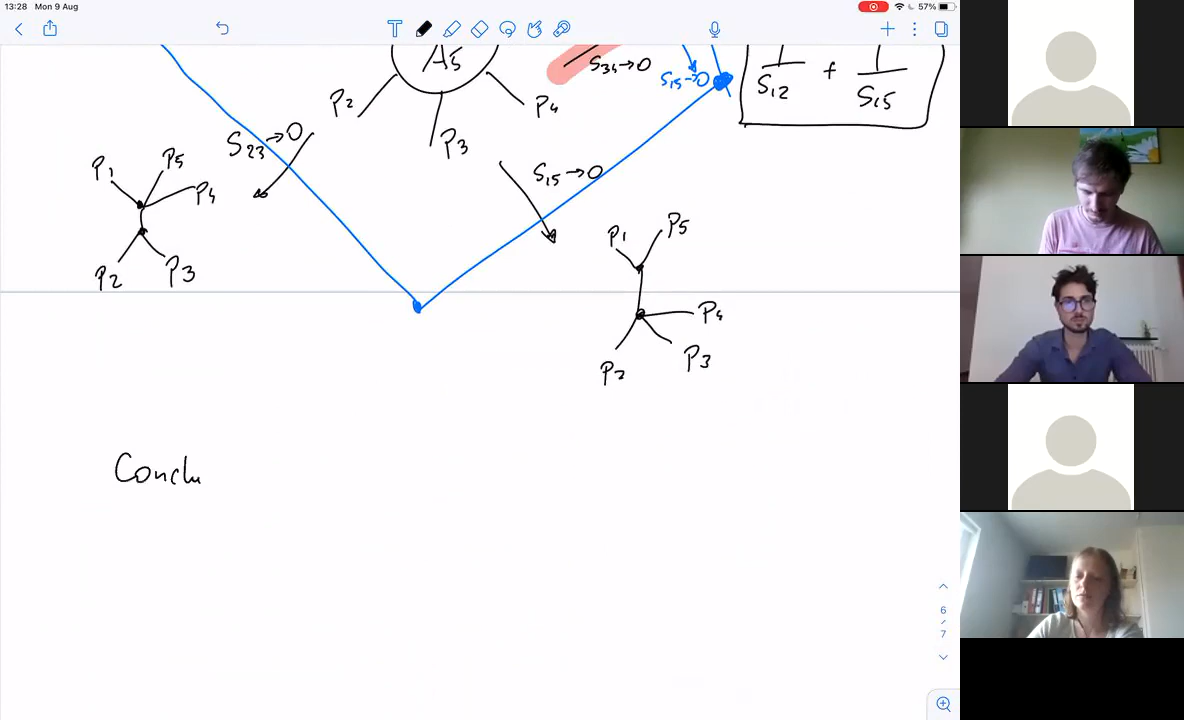 13:28 Mon 9 Aug
57%
A5
S34→0
S15→0
1/S12 + 1/S15
P2
P4
P3
S23→0
S15→0
P1 P5
P4
P2 P3
P1 P5
P4
P2 P3
Conclu
6
/
7